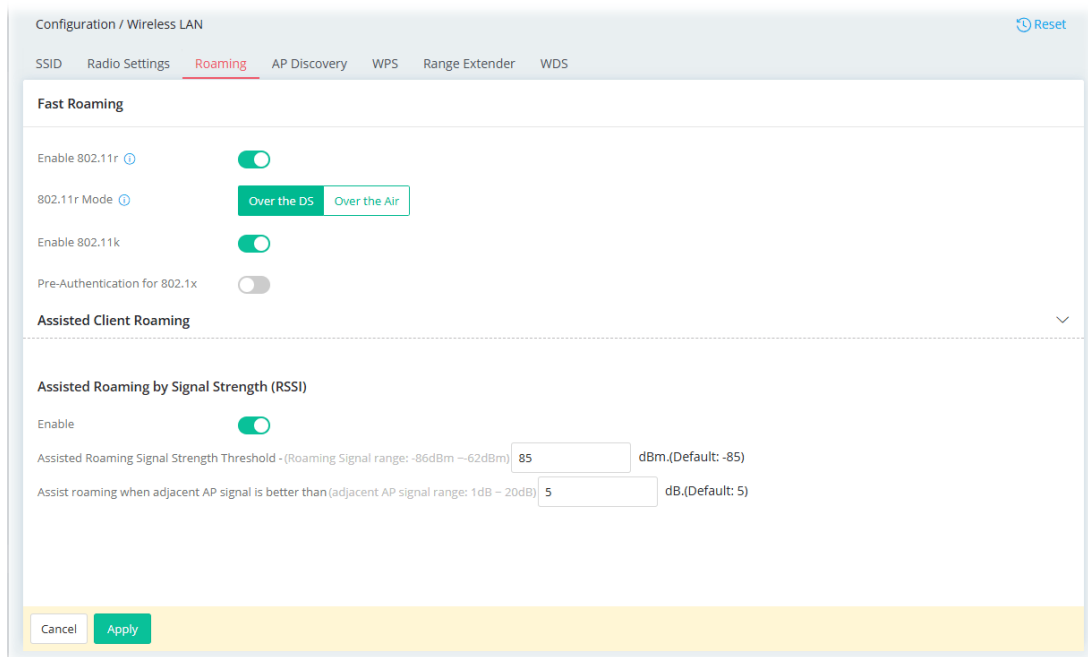 Configuration / Wireless LAN
Reset
SSID Radio Settings Roaming AP Discovery WPS Range Extender WDS
Fast Roaming
Enable 802.11r
802.11r Mode Over the DS Over the Air
Enable 802.11k
Pre-Authentication for 802.1x
Assisted Client Roaming
Assisted Roaming by Signal Strength (RSSI)
Enable
Assisted Roaming Signal Strength Threshold - (Roaming Signal range: -86dBm ~-62dBm) 85 dBm.(Default: -85)
Assist roaming when adjacent AP signal is better than (adjacent AP signal range: 1dB ~ 20dB) 5 dB.(Default: 5)
Cancel Apply